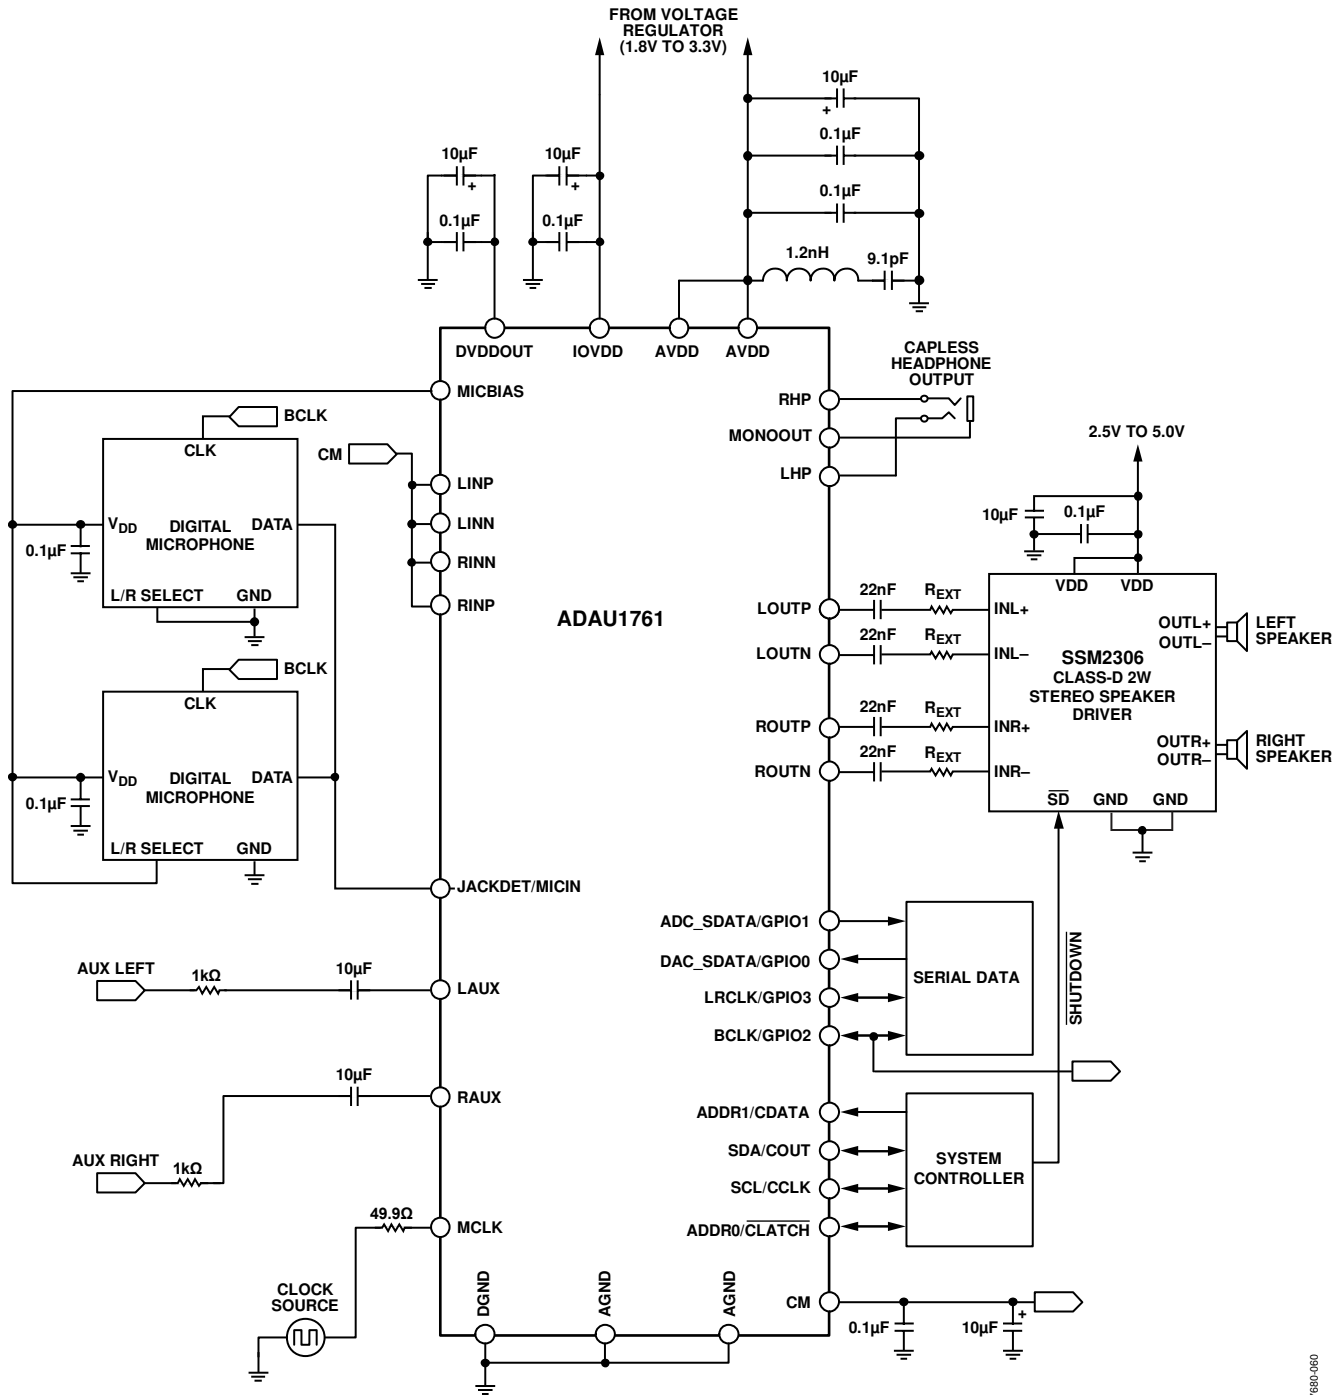 FROM VOLTAGE
REGULATOR
(1.8V TO 3.3V)
10µF
0.1µF
0.1µF
10µF
10µF
0.1µF
0.1µF
1.2nH
9.1pF
DVDDOUT
IOVDD
AVDD
AVDD
CAPLESS
HEADPHONE
OUTPUT
MICBIAS
RHP
MONOOUT
LHP
BCLK
CLK
CM
LINP
LINN
RINN
RINP
VDD
DIGITAL
MICROPHONE
DATA
0.1µF
L/R SELECT
GND
2.5V TO 5.0V
10µF
0.1µF
VDD
VDD
ADAU1761
LOUTP
22nF
REXT
INL+
LOUTN
22nF
REXT
INL–
ROUTP
22nF
REXT
INR+
ROUTN
22nF
REXT
INR–
SSM2306
CLASS-D 2W
STEREO SPEAKER
DRIVER
OUTL+
OUTL–
LEFT
SPEAKER
OUTR+
OUTR–
RIGHT
SPEAKER
SD
GND
GND
BCLK
CLK
VDD
DIGITAL
MICROPHONE
DATA
0.1µF
L/R SELECT
GND
JACKDET/MICIN
AUX LEFT
1kΩ
10µF
LAUX
10µF
RAUX
AUX RIGHT
1kΩ
49.9Ω
MCLK
CLOCK
SOURCE
ADC_SDATA/GPIO1
DAC_SDATA/GPIO0
LRCLK/GPIO3
BCLK/GPIO2
SERIAL DATA
SHUTDOWN
ADDR1/CDATA
SDA/COUT
SCL/CCLK
ADDR0/CLATCH
SYSTEM
CONTROLLER
DGND
AGND
AGND
CM
0.1µF
10µF